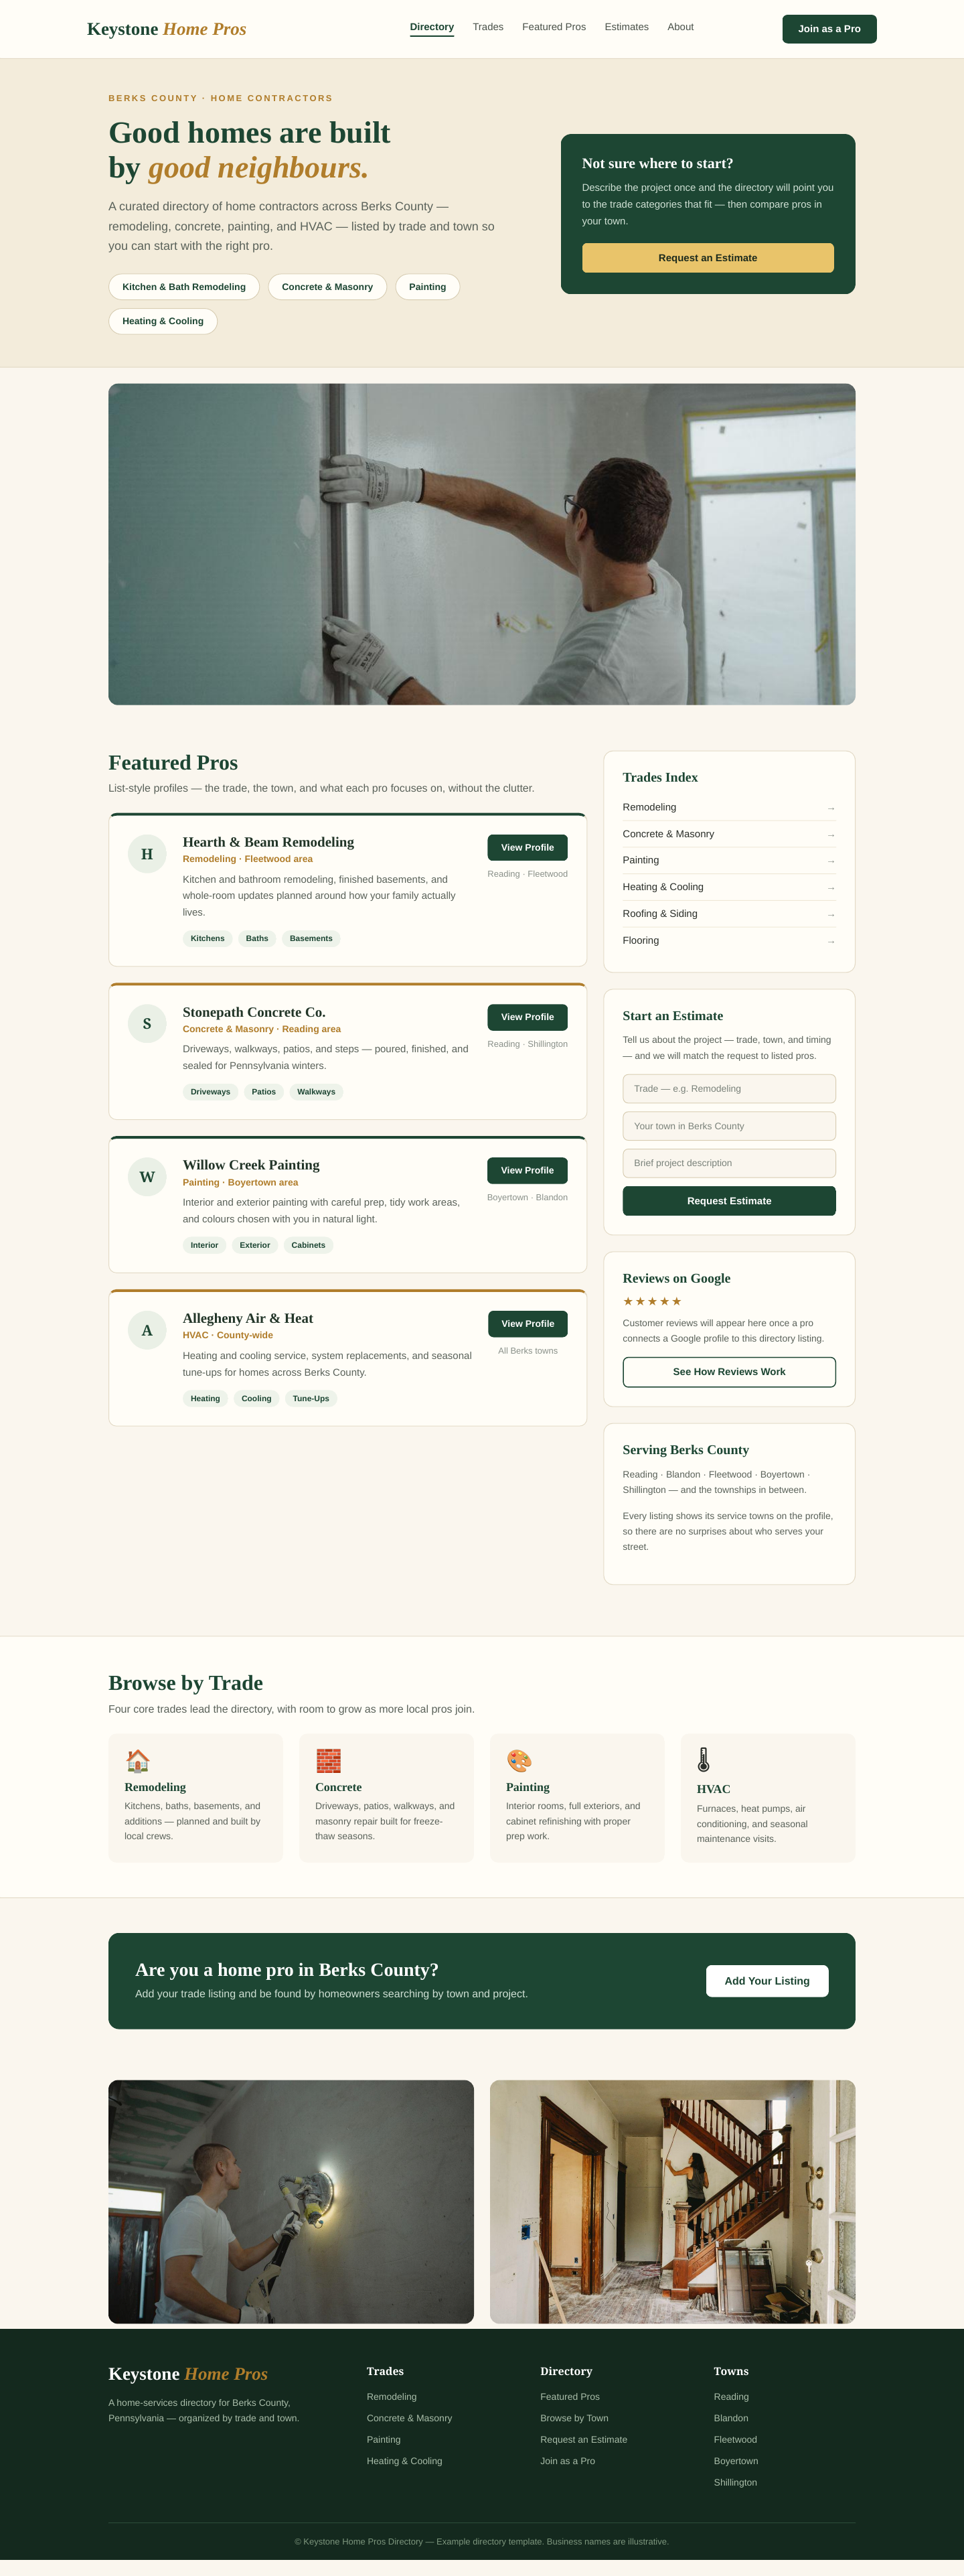 Keystone Home Pros
Directory Trades Featured Pros Estimates About
Join as a Pro
BERKS COUNTY · HOME CONTRACTORS
Good homes are built
by good neighbours.
A curated directory of home contractors across Berks County —
remodeling, concrete, painting, and HVAC — listed by trade and town so
you can start with the right pro.
Kitchen & Bath Remodeling
Concrete & Masonry
Painting
Heating & Cooling
Not sure where to start?
Describe the project once and the directory will point you
to the trade categories that fit — then compare pros in
your town.
Request an Estimate
Featured Pros
List-style profiles — the trade, the town, and what each pro focuses on, without the clutter.
H
Hearth & Beam Remodeling
Remodeling · Fleetwood area
Kitchen and bathroom remodeling, finished basements, and
whole-room updates planned around how your family actually
lives.
Kitchens Baths Basements
View Profile
Reading · Fleetwood
S
Stonepath Concrete Co.
Concrete & Masonry · Reading area
Driveways, walkways, patios, and steps — poured, finished, and
sealed for Pennsylvania winters.
Driveways Patios Walkways
View Profile
Reading · Shillington
W
Willow Creek Painting
Painting · Boyertown area
Interior and exterior painting with careful prep, tidy work areas,
and colours chosen with you in natural light.
Interior Exterior Cabinets
View Profile
Boyertown · Blandon
A
Allegheny Air & Heat
HVAC · County-wide
Heating and cooling service, system replacements, and seasonal
tune-ups for homes across Berks County.
Heating Cooling Tune-Ups
View Profile
All Berks towns
Trades Index
Remodeling →
Concrete & Masonry →
Painting →
Heating & Cooling →
Roofing & Siding →
Flooring →
Start an Estimate
Tell us about the project — trade, town, and timing
— and we will match the request to listed pros.
Trade — e.g. Remodeling
Your town in Berks County
Brief project description
Request Estimate
Reviews on Google
★★★★★
Customer reviews will appear here once a pro
connects a Google profile to this directory listing.
See How Reviews Work
Serving Berks County
Reading · Blandon · Fleetwood · Boyertown ·
Shillington — and the townships in between.
Every listing shows its service towns on the profile,
so there are no surprises about who serves your
street.
Browse by Trade
Four core trades lead the directory, with room to grow as more local pros join.
Remodeling
Kitchens, baths, basements, and
additions — planned and built by
local crews.
Concrete
Driveways, patios, walkways, and
masonry repair built for freeze-
thaw seasons.
Painting
Interior rooms, full exteriors, and
cabinet refinishing with proper
prep work.
HVAC
Furnaces, heat pumps, air
conditioning, and seasonal
maintenance visits.
Are you a home pro in Berks County?
Add your trade listing and be found by homeowners searching by town and project.
Add Your Listing
Keystone Home Pros
A home-services directory for Berks County,
Pennsylvania — organized by trade and town.
Trades
Remodeling
Concrete & Masonry
Painting
Heating & Cooling
Directory
Featured Pros
Browse by Town
Request an Estimate
Join as a Pro
Towns
Reading
Blandon
Fleetwood
Boyertown
Shillington
© Keystone Home Pros Directory — Example directory template. Business names are illustrative.